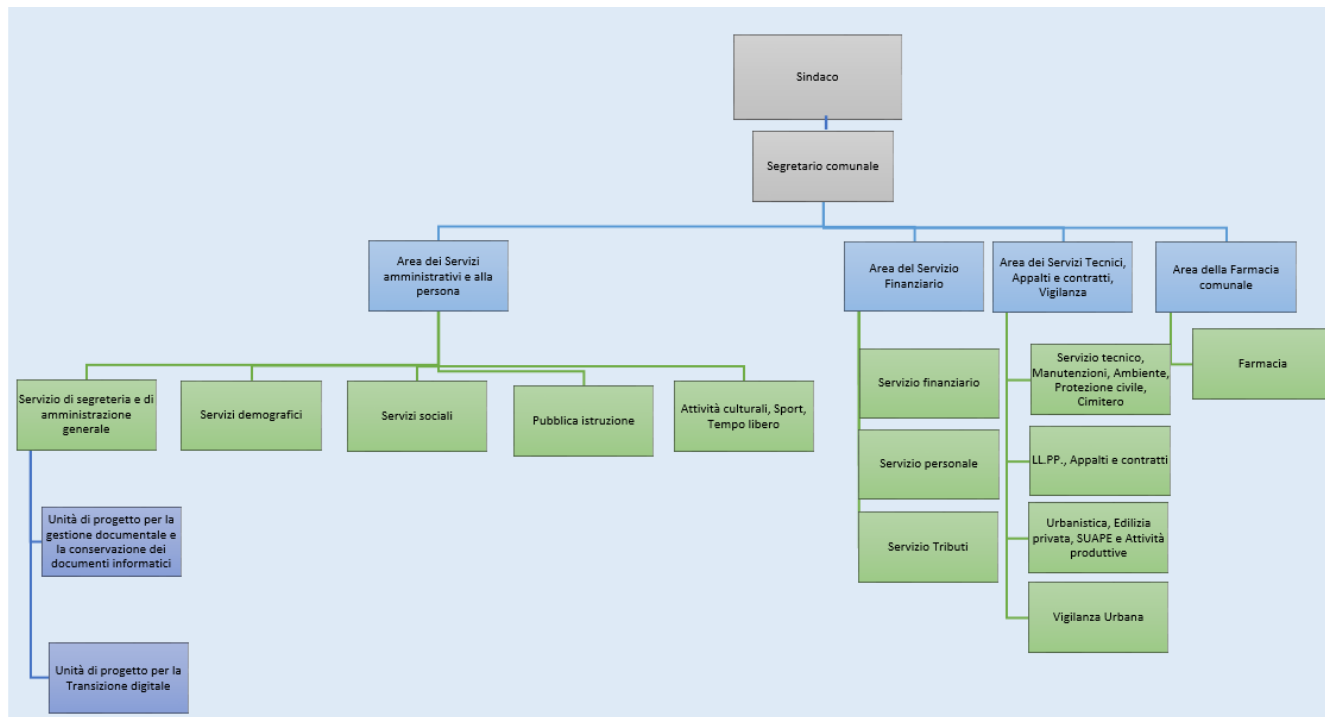 Sindaco
Segretario comunale
Area dei Servizi
amministrativi e alla
persona
Area del Servizio
Finanziario
Area dei Servizi Tecnici,
Appalti e contratti,
Vigilanza
Area della Farmacia
comunale
Servizio di segreteria e di
amministrazione
generale
Servizi demografici
Servizi sociali
Pubblica istruzione
Attività culturali, Sport,
Tempo libero
Unità di progetto per la
gestione documentale e
la conservazione dei
documenti informatici
Unità di progetto per la
Transizione digitale
Servizio finanziario
Servizio personale
Servizio Tributi
Servizio tecnico,
Manutenzioni, Ambiente,
Protezione civile,
Cimitero
LL.PP., Appalti e contratti
Urbanistica, Edilizia
privata, SUAPE e Attività
produttive
Vigilanza Urbana
Farmacia